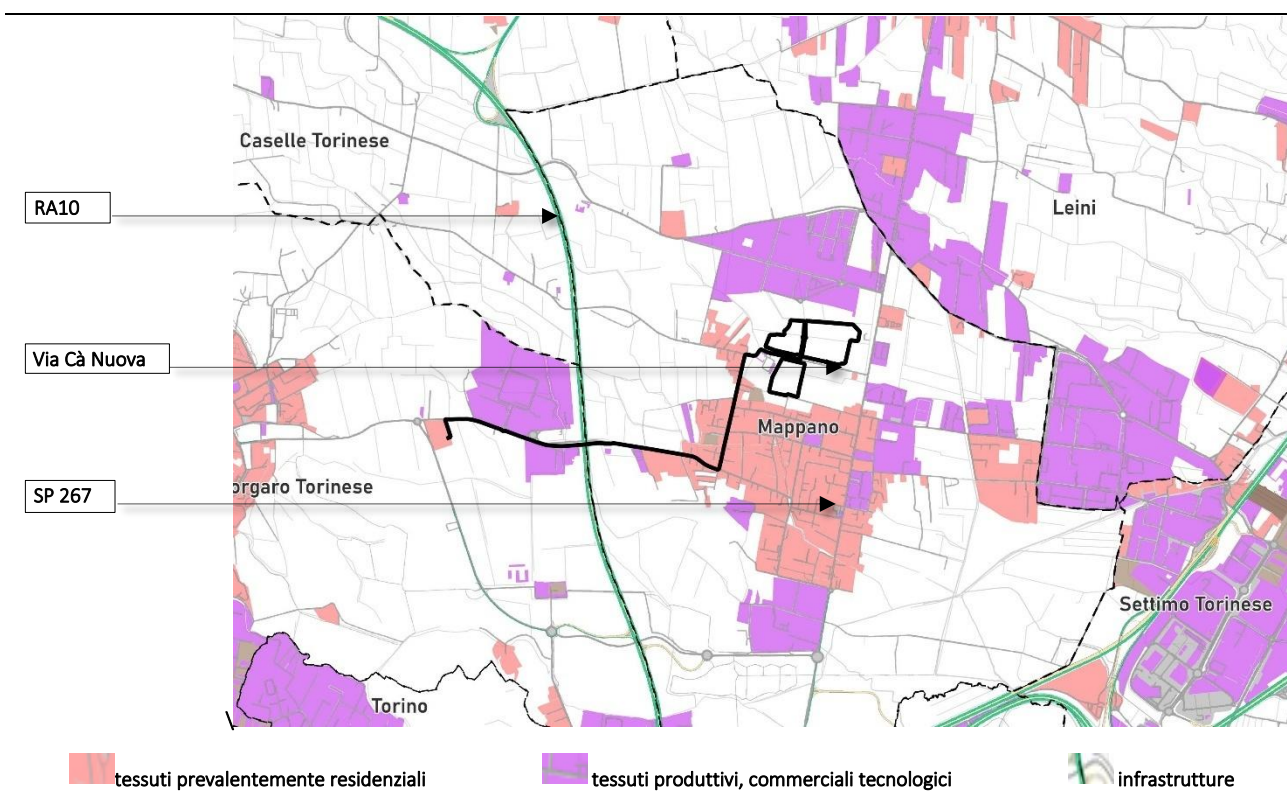 Caselle Torinese
RA10
Leini
Via Cà Nuova
Mappano
orgaro Torinese
SP 267
Settimo Torinese
Torino
tessuti prevalentemente residenziali
tessuti produttivi, commerciali tecnologici
infrastrutture